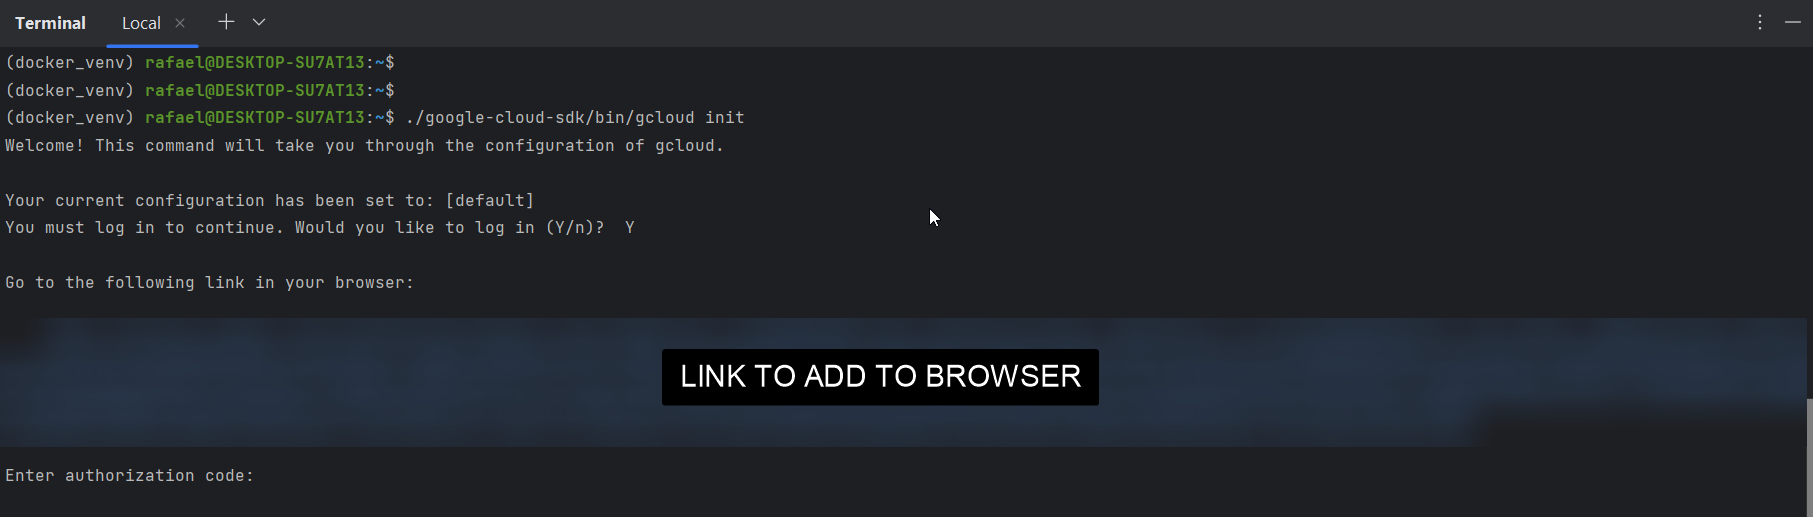 Terminal Local
(docker_venv) rafael@DESKTOP-SU7AT13:~$
(docker_venv) rafael@DESKTOP-SU7AT13:~$
(docker_venv) rafael@DESKTOP-SU7AT13:~$ ./google-cloud-sdk/bin/gcloud init
Welcome! This command will take you through the configuration of gcloud.
Your current configuration has been set to: [default]
You must log in to continue. Would you like to log in (Y/n)?  Y
Go to the following link in your browser:
LINK TO ADD TO BROWSER
Enter authorization code: